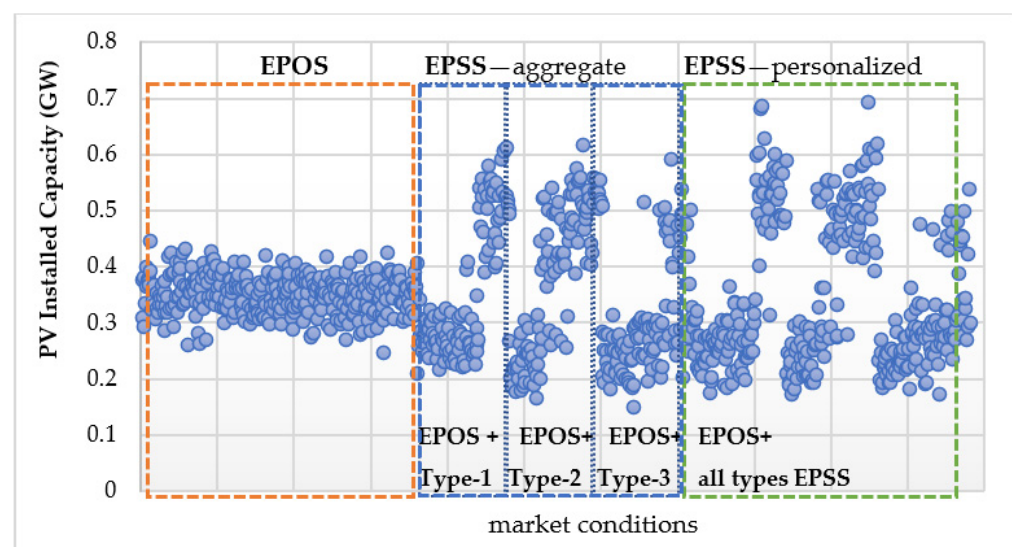 0.8
EPOS
EPSS—aggregate
EPSS—personalized
0.7
0.6
0.5
0.4
0.3
0.2
0.1
0
PV Installed Capacity (GW)
EPOS +
Type-1
EPOS+
Type-2
EPOS+
Type-3
EPOS+
all types EPSS
market conditions